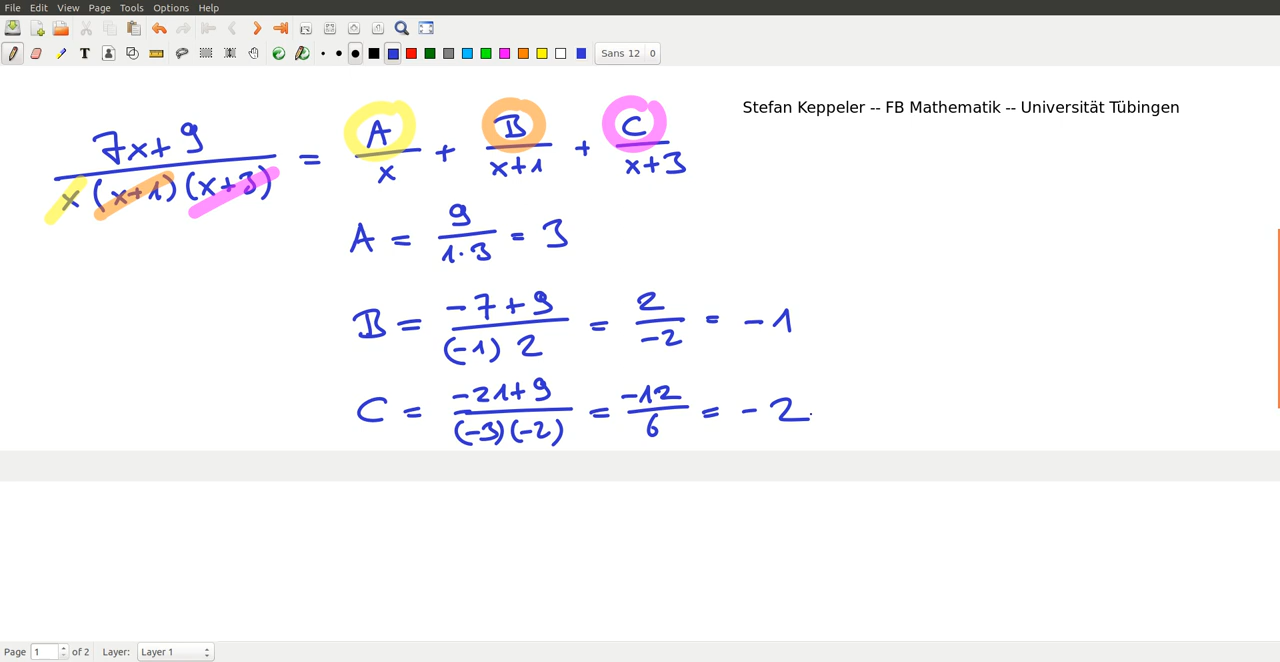 File Edit View Page Tools Options Help
T
Sans 12 0
Stefan Keppeler -- FB Mathematik -- Universität Tübingen
(7x+9)/(x(x+1)(x+3)) = A/x + B/(x+1) + C/(x+3)
A = 9/(1·3) = 3
B = (-7+9)/((-1) 2) = 2/-2 = -1
C = (-21+9)/((-3)(-2)) = -12/6 = -2
Page 1 of 2 Layer: Layer 1